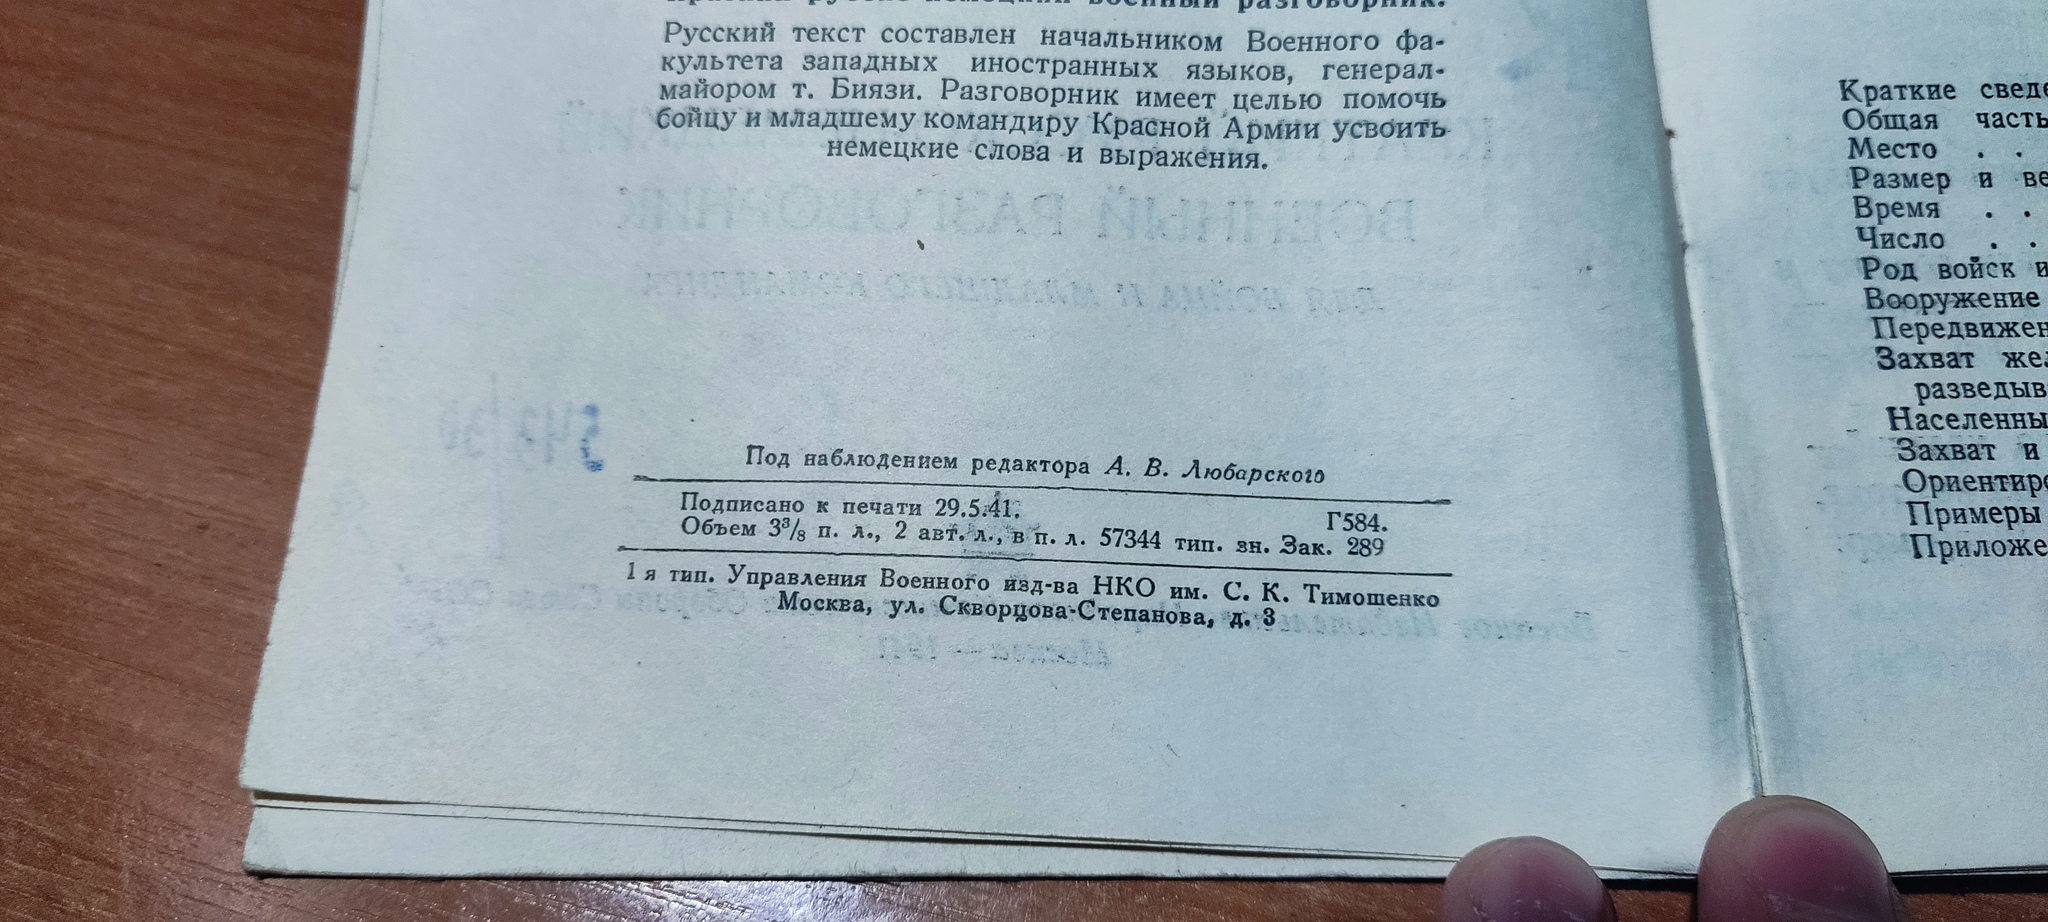 Русский текст составлен начальником Военного фа-
культета западных иностранных языков, генерал-
майором т. Биязи. Разговорник имеет целью помочь
бойцу и младшему командиру Красной Армии усвоить
немецкие слова и выражения.
Под наблюдением редактора А. В. Любарского
Подписано к печати 29.5.41.
Г584.
Объем 3³/₈ п. л., 2 авт. л., в п. л. 57344 тип. зн. Зак. 289
1 я тип. Управления Военного изд-ва НКО им. С. К. Тимошенко
Москва, ул. Скворцова-Степанова, д. 3
Краткие
Общая часть
Место . .
Размер и
Время . .
Число . .
Род войск
Вооружение
Захват
Захват и
Примеры